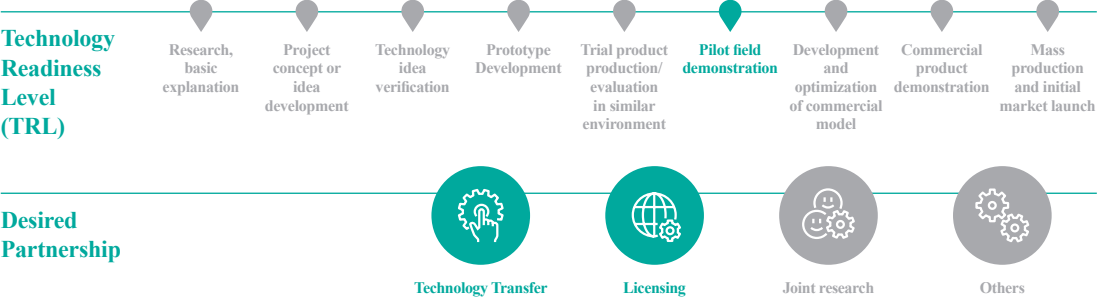 Technology
Readiness
Level
(TRL)
Research,
basic
explanation
Project
concept or
idea
development
Technology
idea
verification
Prototype
Development
Trial product
production/
evaluation
in similar
environment
Pilot field
demonstration
Development
and
optimization
of commercial
model
Commercial
product
demonstration
Mass
production
and initial
market launch
Desired
Partnership
Technology Transfer
Licensing
Joint research
Others